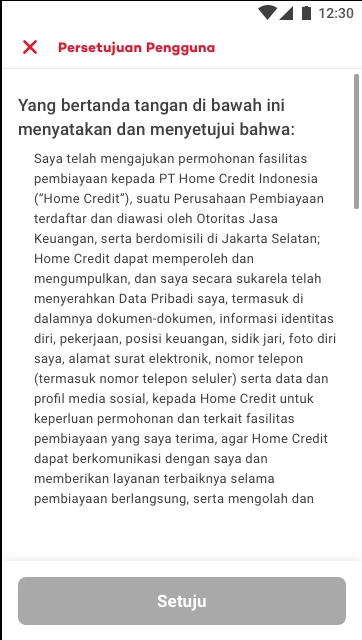 12:30
Persetujuan Pengguna
Yang bertanda tangan di bawah ini
menyatakan dan menyetujui bahwa:
Saya telah mengajukan permohonan fasilitas
pembiayaan kepada PT Home Credit Indonesia
(“Home Credit”), suatu Perusahaan Pembiayaan
terdaftar dan diawasi oleh Otoritas Jasa
Keuangan, serta berdomisili di Jakarta Selatan;
Home Credit dapat memperoleh dan
mengumpulkan, dan saya secara sukarela telah
menyerahkan Data Pribadi saya, termasuk di
dalamnya dokumen-dokumen, informasi identitas
diri, pekerjaan, posisi keuangan, sidik jari, foto diri
saya, alamat surat elektronik, nomor telepon
(termasuk nomor telepon seluler) serta data dan
profil media sosial, kepada Home Credit untuk
keperluan permohonan dan terkait fasilitas
pembiayaan yang saya terima, agar Home Credit
dapat berkomunikasi dengan saya dan
memberikan layanan terbaiknya selama
pembiayaan berlangsung, serta mengolah dan
Setuju